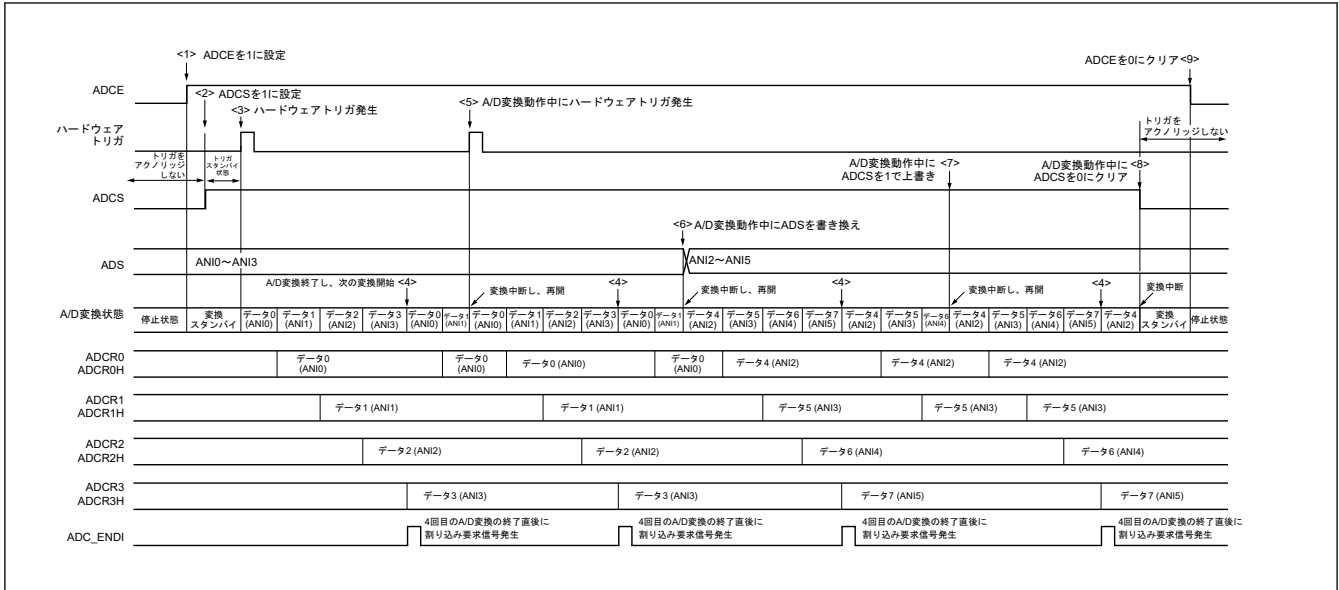 <1> ADCEを1に設定
ADCEを0にクリア<9>
ADCE
<2> ADCSを1に設定
<3> ハードウェアトリガ発生
<5> A/D変換動作中にハードウェアトリガ発生
ハードウェア
トリガ
トリガを
アクノリッジ
しない
トリガ
スタンバイ
状態
トリガを
アクノリッジしない
A/D変換動作中に <7>
ADCSを1で上書き
A/D変換動作中に <8>
ADCSを0にクリア
ADCS
<6> A/D変換動作中にADSを書き換え
ADS
ANI0~ANI3
ANI2~ANI5
A/D変換終了し、次の変換開始 <4>
変換中断し、再開
<4>
変換中断し、再開
<4>
変換中断し、再開
<4>
変換中断
A/D変換状態
停止状態
変換
スタンバイ
データ0
(ANI0)
データ1
(ANI1)
データ2
(ANI2)
データ3
(ANI3)
データ0
(ANI0)
データ1
(ANI1)
データ0
(ANI0)
データ1
(ANI1)
データ2
(ANI2)
データ3
(ANI3)
データ0
(ANI0)
データ1
(ANI1)
データ4
(ANI2)
データ5
(ANI3)
データ6
(ANI4)
データ7
(ANI5)
データ4
(ANI2)
データ5
(ANI3)
データ6
(ANI4)
データ4
(ANI2)
データ5
(ANI3)
データ6
(ANI4)
データ7
(ANI5)
データ4
(ANI2)
変換
スタンバイ
停止状態
ADCR0
ADCR0H
データ0
(ANI0)
データ0
(ANI0)
データ0 (ANI0)
データ0
(ANI0)
データ4 (ANI2)
データ4 (ANI2)
データ4 (ANI2)
ADCR1
ADCR1H
データ1 (ANI1)
データ1 (ANI1)
データ5 (ANI3)
データ5 (ANI3)
データ5 (ANI3)
ADCR2
ADCR2H
データ2 (ANI2)
データ2 (ANI2)
データ6 (ANI4)
データ6 (ANI4)
ADCR3
ADCR3H
データ3 (ANI3)
データ3 (ANI3)
データ7 (ANI5)
データ7 (ANI5)
ADC_ENDI
4回目のA/D変換の終了直後に
割り込み要求信号発生
4回目のA/D変換の終了直後に
割り込み要求信号発生
4回目のA/D変換の終了直後に
割り込み要求信号発生
4回目のA/D変換の終了直後に
割り込み要求信号発生